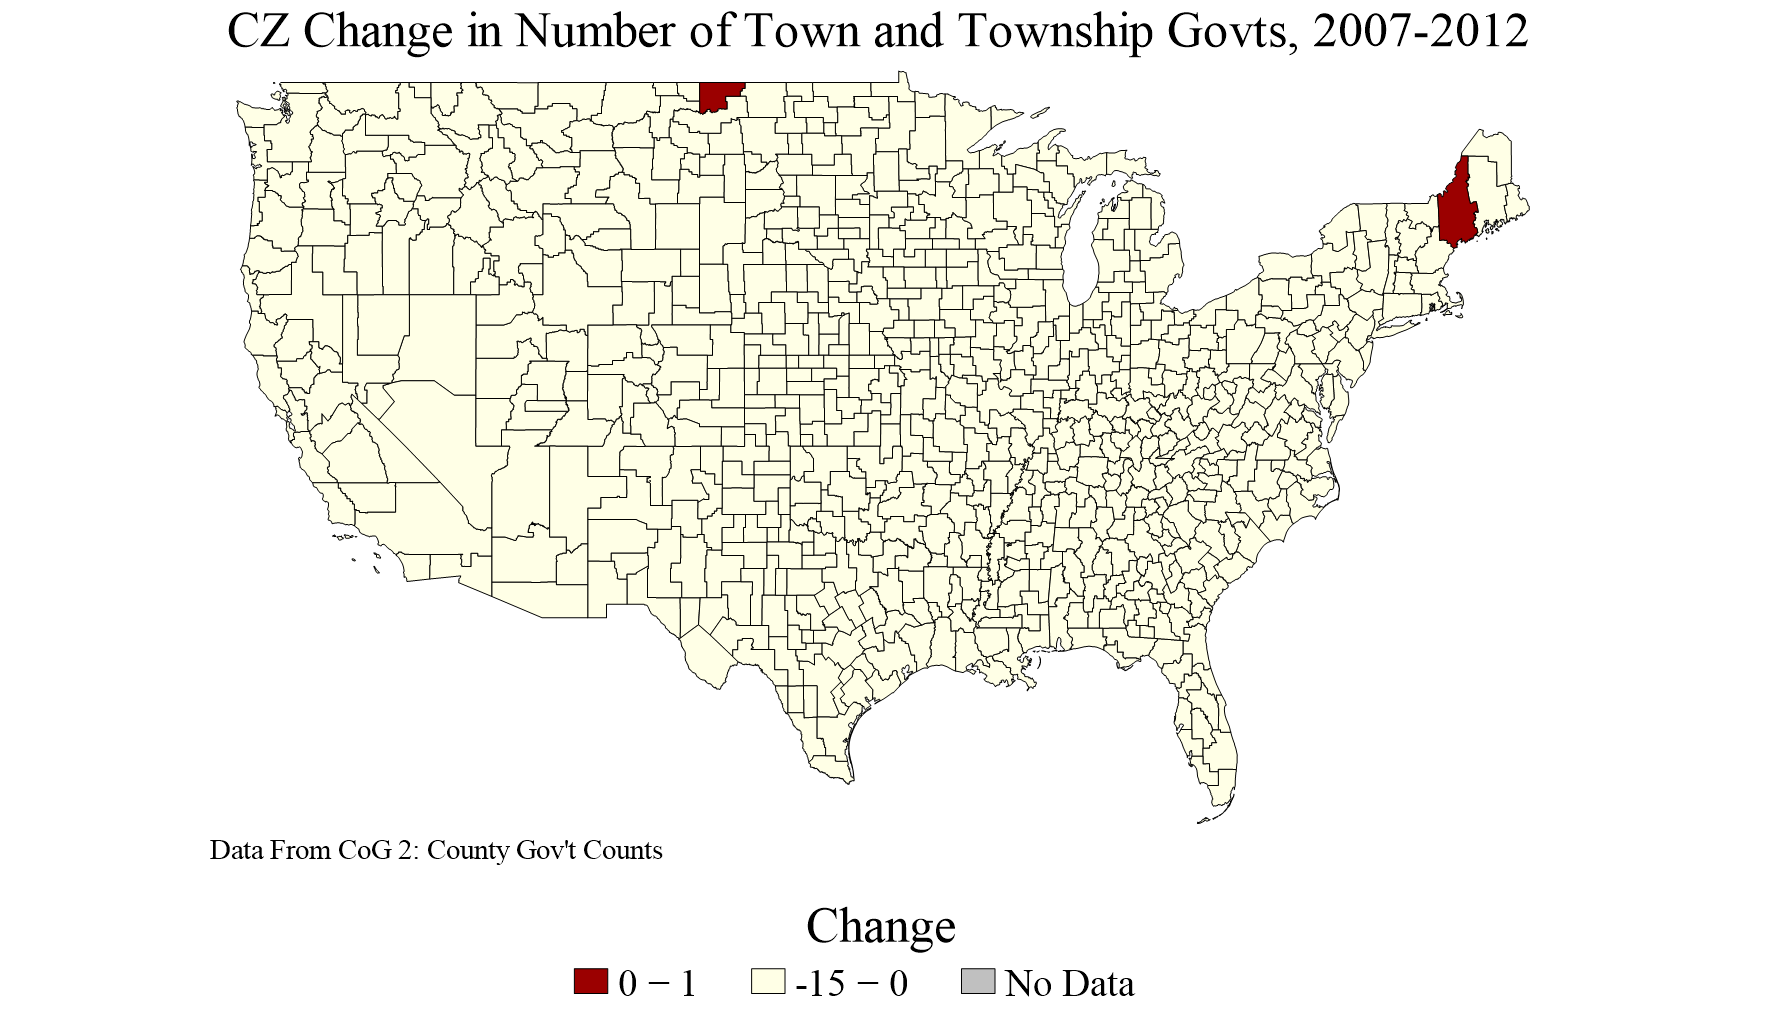 CZ Change in Number of Town and Township Govts, 2007-2012
Data From CoG 2: County Gov't Counts
Change
0 − 1
-15 − 0
No Data